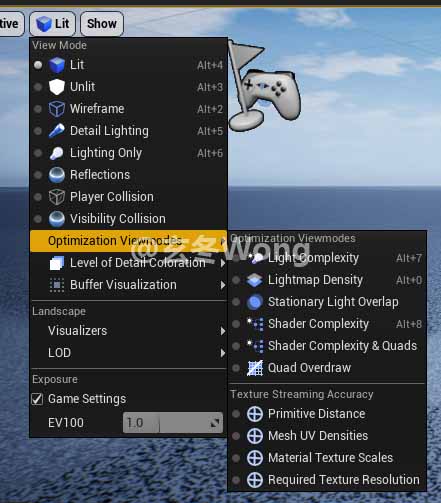 tive Lit Show
View Mode
Lit Alt+4
Unlit Alt+3
Wireframe Alt+2
Detail Lighting Alt+5
Lighting Only Alt+6
Reflections
Player Collision
Visibility Collision
Optimization Viewmodes
Level of Detail Coloration
Buffer Visualization
Landscape
Visualizers
LOD
Exposure
Game Settings
EV100 1.0
Optimization Viewmodes
Light Complexity Alt+7
Lightmap Density Alt+0
Stationary Light Overlap
Shader Complexity Alt+8
Shader Complexity & Quads
Quad Overdraw
Texture Streaming Accuracy
Primitive Distance
Mesh UV Densities
Material Texture Scales
Required Texture Resolution
@玄冬Wong